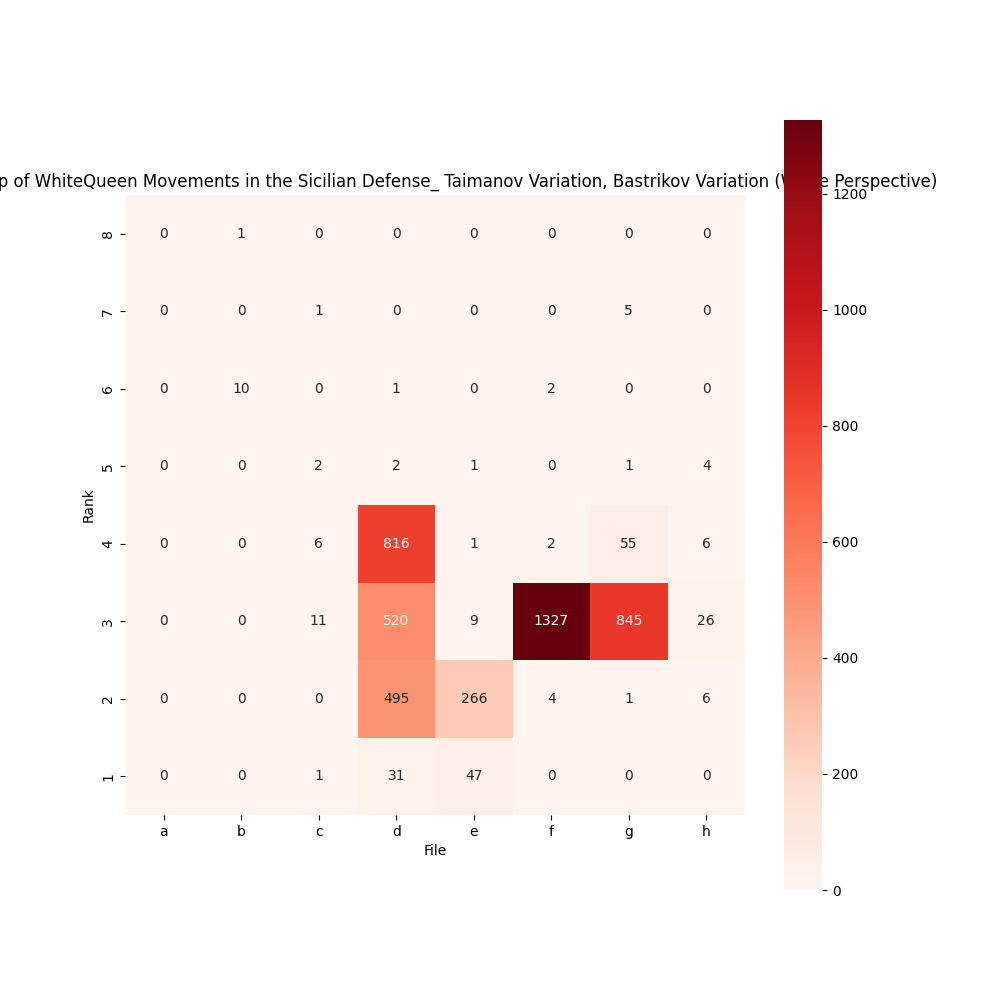 p of WhiteQueen Movements in the Sicilian Defense_ Taimanov Variation, Bastrikov Variation ( Perspective)
1200
8 0 1 0 0 0 0 0 0
1000
7 0 0 1 0 0 0 5 0
6 0 10 0 1 0 2 0 0
800
5 0 0 2 2 1 0 1 4
Rank
4 0 0 6 816 1 2 55 6
600
3 0 0 11 520 9 1327 845 26
400
2 0 0 0 495 266 4 1 6
200
1 0 0 1 31 47 0 0 0
a b c d e f g h
File
0